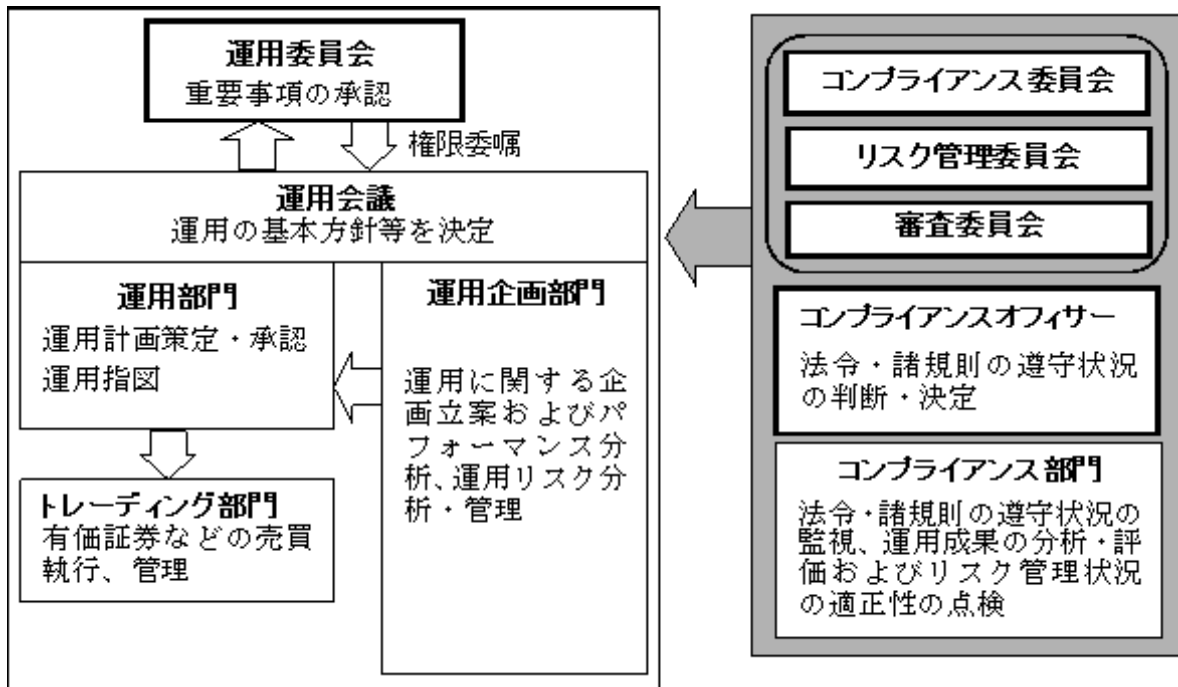 運用委員会
重要事項の承認
権限委嘱
運用会議
運用の基本方針等を決定
運用部門
運用計画策定・承認
運用指図
運用企画部門
運用に関する企
画立案およびパ
フォーマンス分
析、運用リスク分
析・管理
トレーディング部門
有価証券などの売買
執行、管理
コンプライアンス委員会
リスク管理委員会
審査委員会
コンプライアンスオフィサー
法令・諸規則の遵守状況
の判断・決定
コンプライアンス部門
法令・諸規則の遵守状況の
監視、運用成果の分析・評
価およびリスク管理状況
の適正性の点検